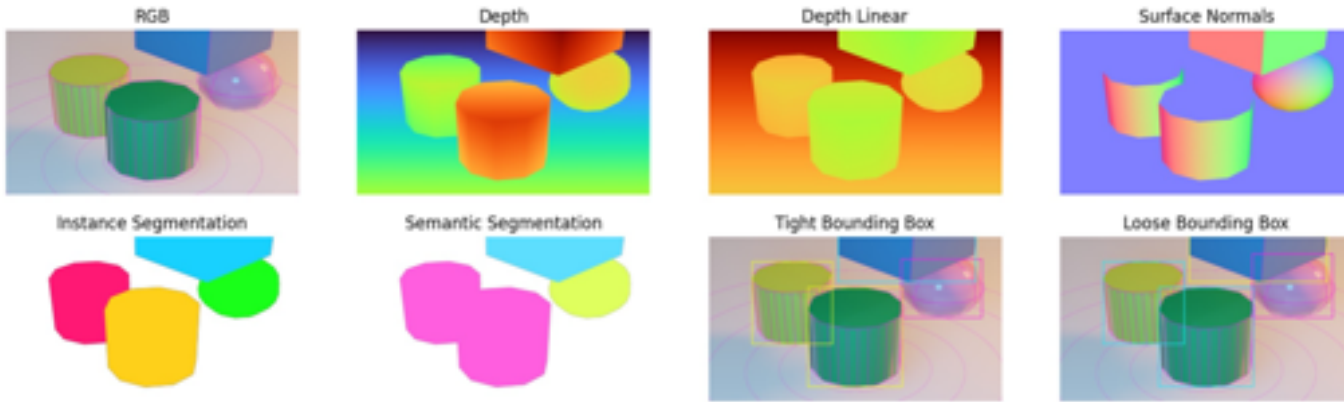 RGB
Depth
Depth Linear
Surface Normals
Instance Segmentation
Semantic Segmentation
Tight Bounding Box
Loose Bounding Box